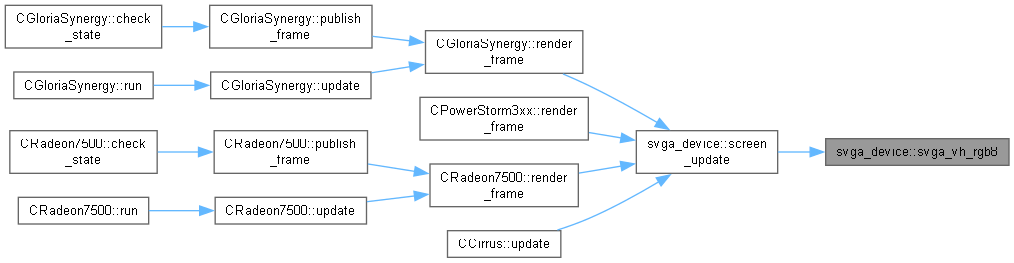 CGloriaSynergy::check
_state
CGloriaSynergy::publish
_frame
CGloriaSynergy::render
_frame
CGloriaSynergy::run
CGloriaSynergy::update
CPowerStorm3xx::render
_frame
CRadeon7500::check
_state
CRadeon7500::publish
_frame
svga_device::screen
_update
svga_device::svga_vh_rgb8
CRadeon7500::render
_frame
CRadeon7500::run
CRadeon7500::update
CCirrus::update